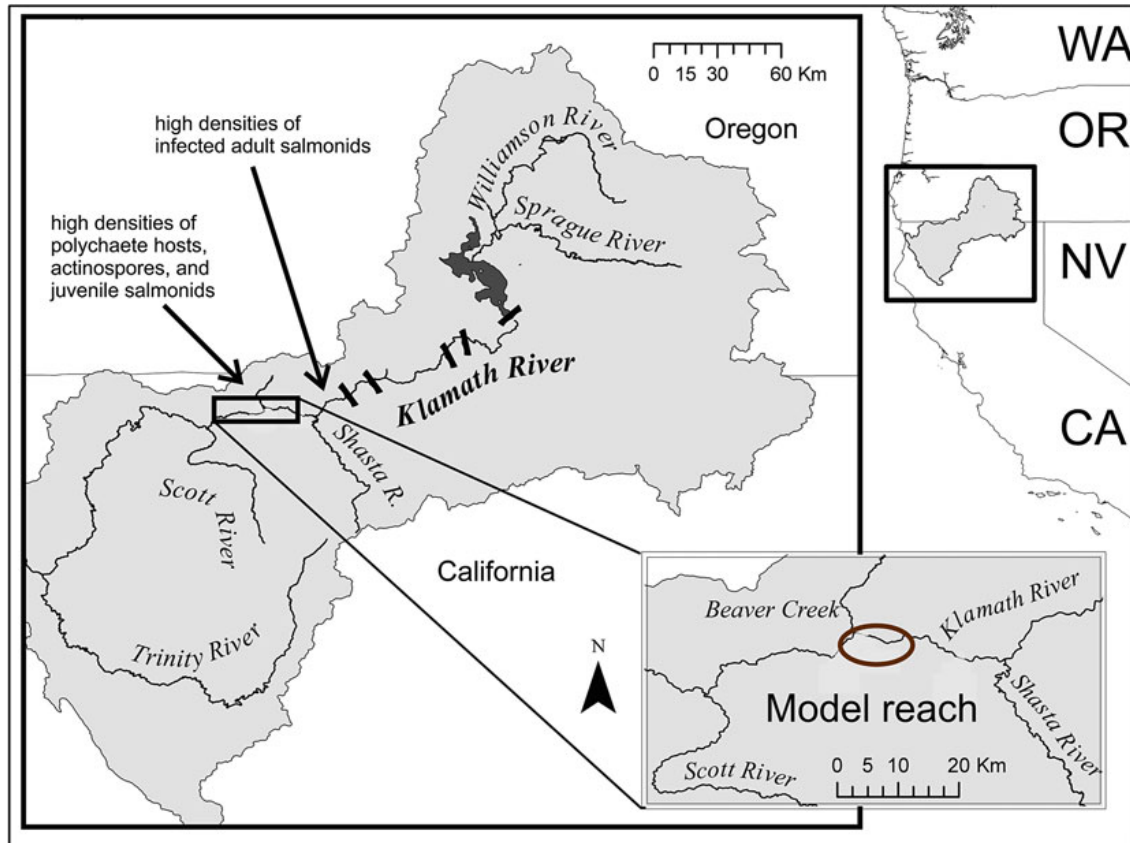 0 15 30 60 Km
Oregon
high densities of
infected adult salmonids
high densities of
polychaete hosts,
actinospores, and
juvenile salmonids
Williamson River
Sprague River
Klamath River
Shasta R.
Scott
River
Trinity River
California
N
WA
OR
NV
CA
Beaver Creek
Klamath River
Model reach
Shasta River
Scott River
0 5 10 20 Km